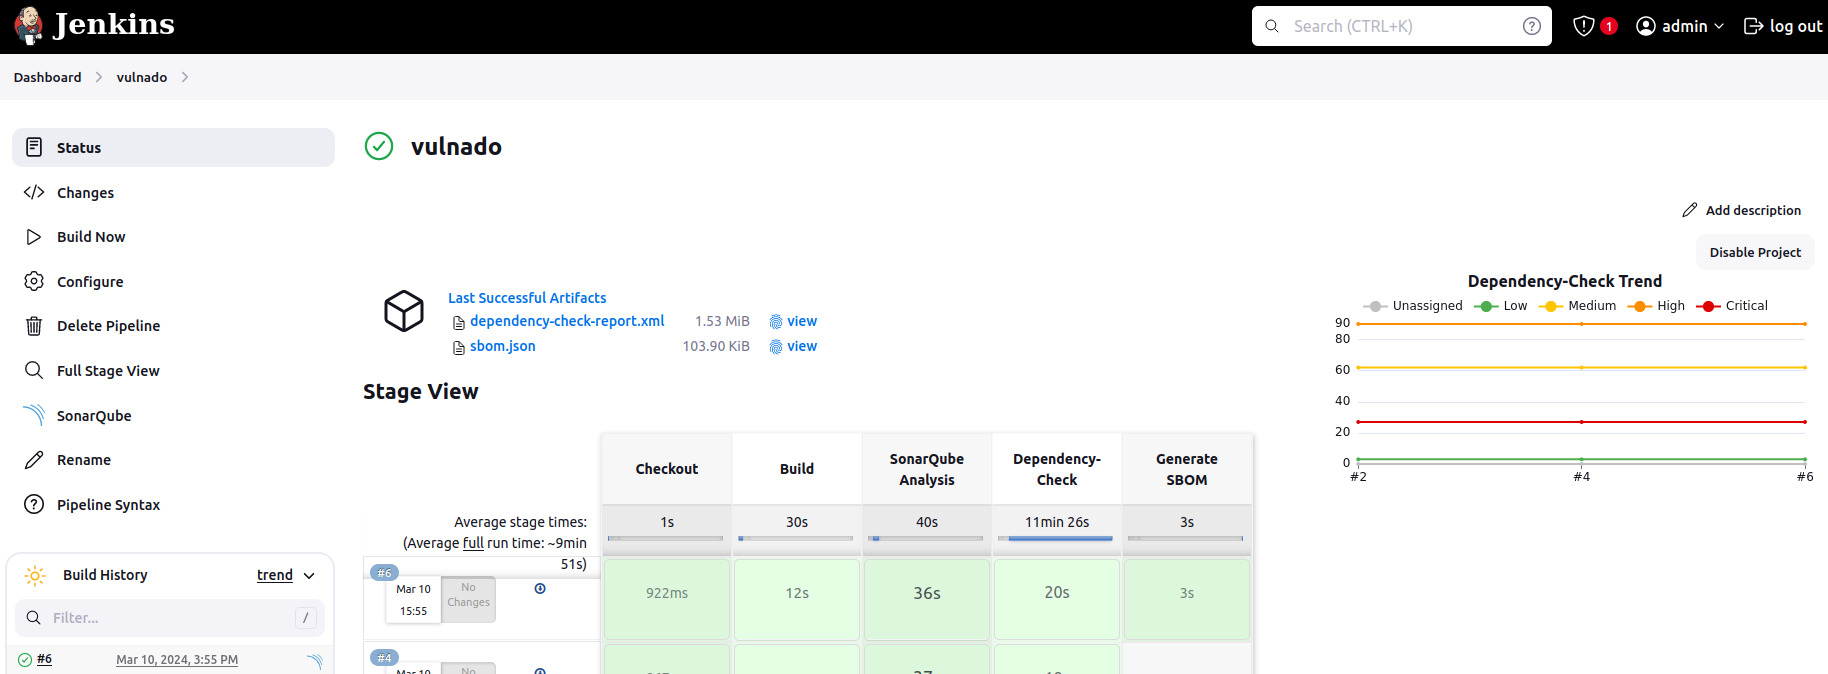 Jenkins
Search (CTRL+K)
1
admin
log out
Dashboard
vulnado
Status
Changes
Build Now
Configure
Delete Pipeline
Full Stage View
SonarQube
Rename
Pipeline Syntax
Build History
trend
Filter...
/
#6
Mar 10, 2024, 3:55 PM
vulnado
Add description
Disable Project
Last Successful Artifacts
dependency-check-report.xml 1.53 MiB view
sbom.json 103.90 KiB view
Stage View
Checkout
Build
SonarQube
Analysis
Dependency-
Check
Generate
SBOM
Average stage times:
(Average full run time: ~9min
51s)
1s
30s
40s
11min 26s
3s
#6
Mar 10
15:55
No
Changes
922ms
12s
36s
20s
3s
#4
Mar 10
No
Dependency-Check Trend
Unassigned Low Medium High Critical
90
80
60
40
20
0
#2 #4 #6